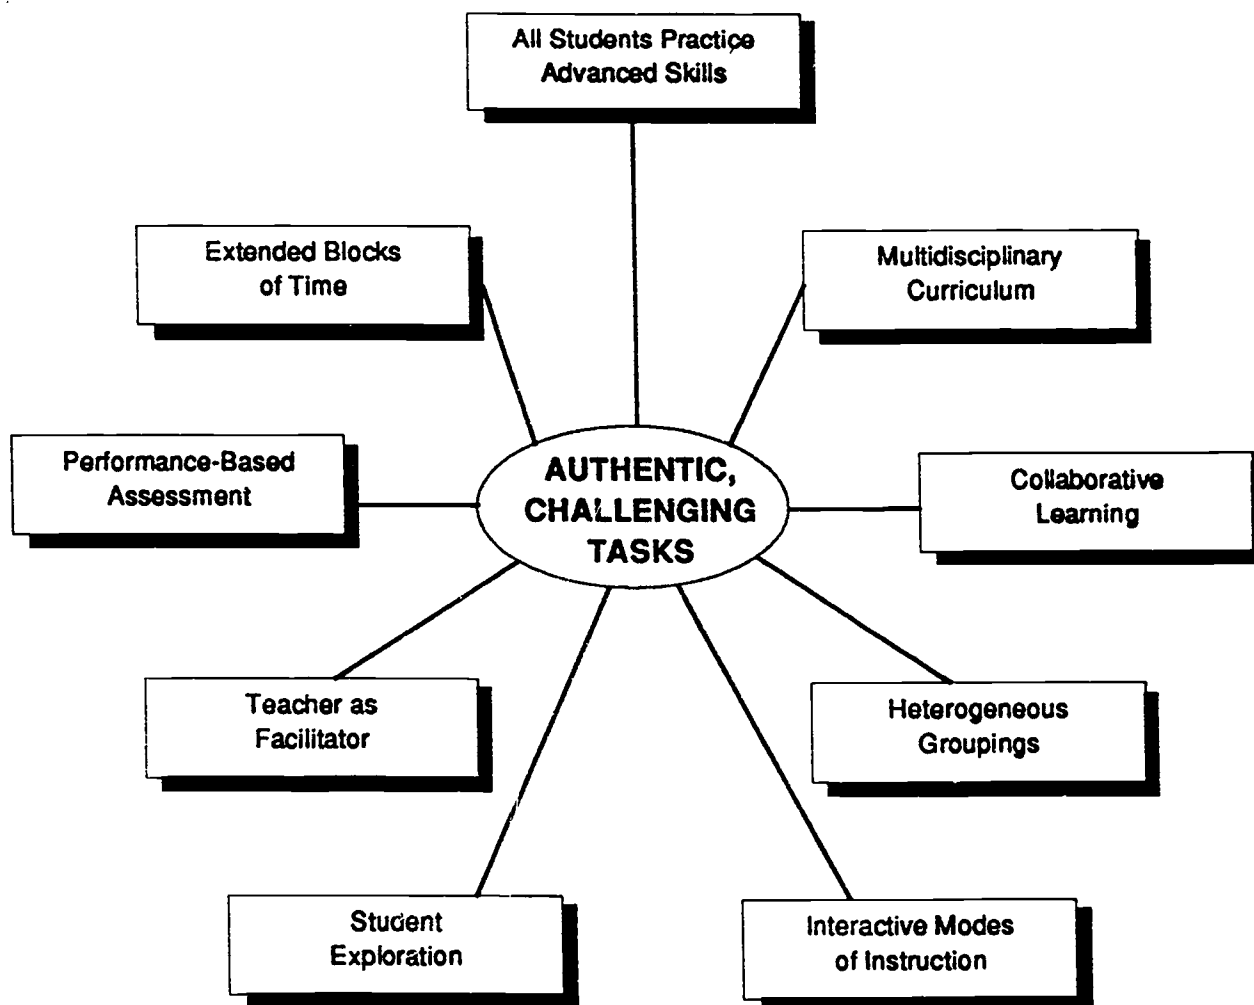 All Students Practice
Advanced Skills
Extended Blocks
of Time
Multidisciplinary
Curriculum
Performance-Based
Assessment
AUTHENTIC,
CHALLENGING
TASKS
Collaborative
Learning
Teacher as
Facilitator
Heterogeneous
Groupings
Student
Exploration
Interactive Modes
of Instruction